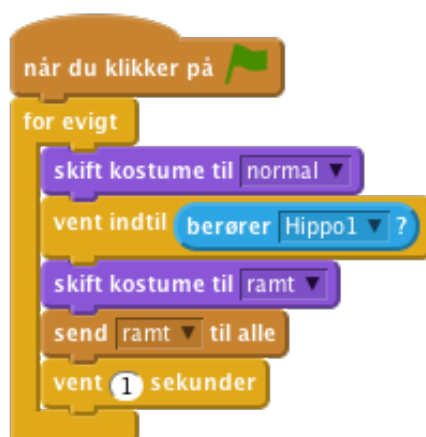 når du klikker på
for evigt
skift kostume til normal
vent indtil berører Hippo1 ?
skift kostume til ramt
send ramt til alle
vent 1 sekunder